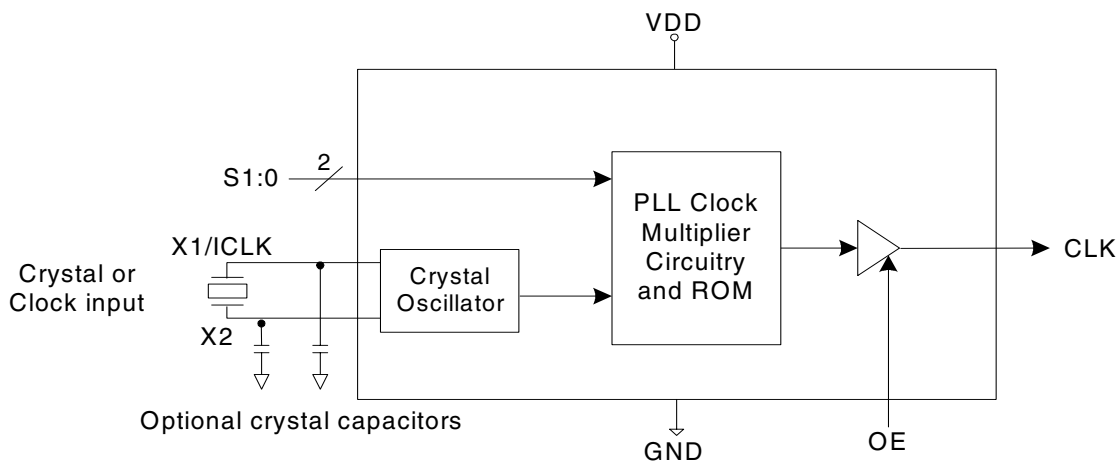 VDD
2
S1:0
PLL Clock
Multiplier
Circuitry
and ROM
X1/ICLK
CLK
Crystal or
Clock input
Crystal
Oscillator
X2
Optional crystal capacitors
GND
OE